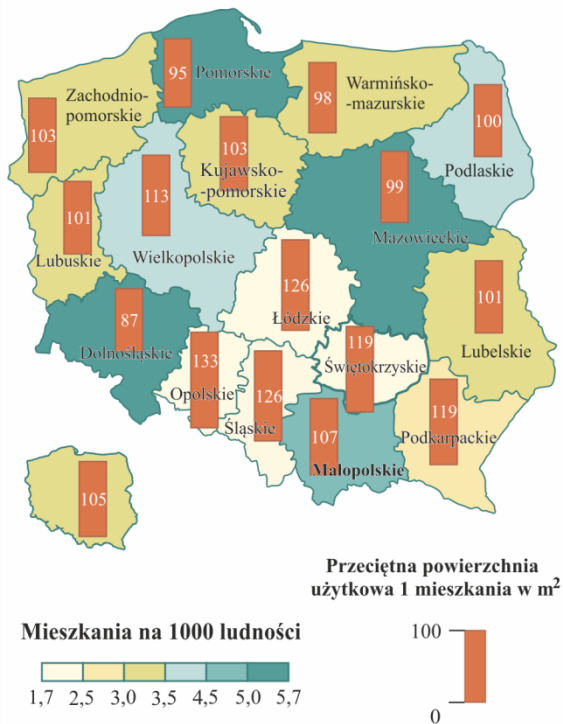 95
Pomorskie
98
Warmińsko-
-mazurskie
Zachodnio-
pomorskie
103
103
Kujawsko-
-pomorskie
100
Podlaskie
99
Mazowieckie
113
Wielkopolskie
101
Lubuskie
126
Łódzkie
101
Lubelskie
87
Dolnośląskie
133
Opolskie
126
Śląskie
119
Świętokrzyskie
107
Małopolskie
119
Podkarpackie
105
Przeciętna powierzchnia
użytkowa 1 mieszkania w m²
Mieszkania na 1000 ludności
1,7 2,5 3,0 3,5 4,5 5,0 5,7
100
0